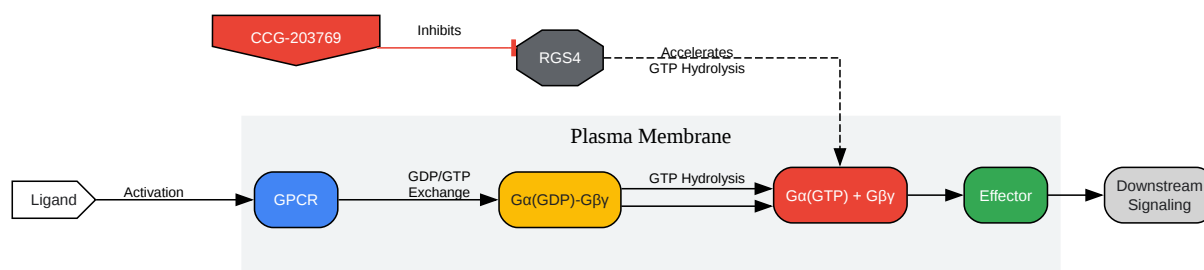 CCG-203769
Inhibits
RGS4
Accelerates
GTP Hydrolysis
Plasma Membrane
Ligand
Activation
GPCR
GDP/GTP
Exchange
Gα(GDP)-Gβγ
GTP Hydrolysis
Gα(GTP) + Gβγ
Effector
Downstream
Signaling